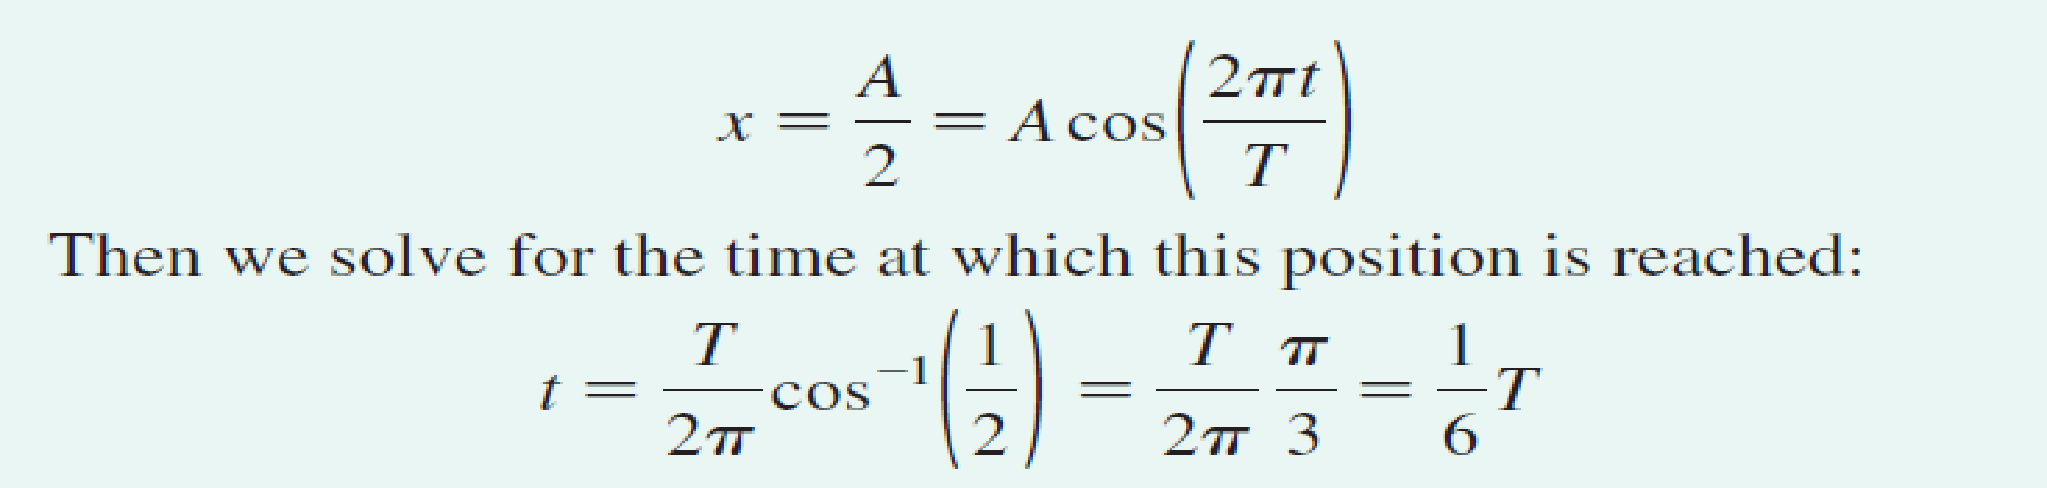 x = A/2 = A cos(2πt/T)
Then we solve for the time at which this position is reached:
t = T/2π cos⁻¹(1/2) = T/2π π/3 = 1/6 T